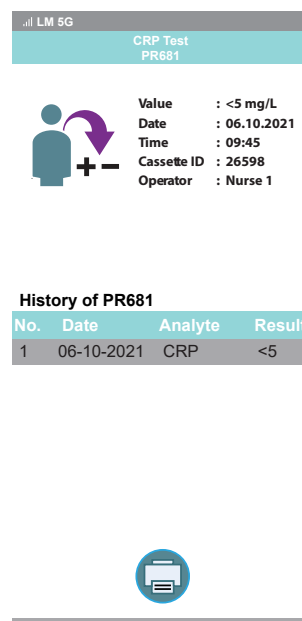 LM 5G
CRP Test
PR681
Value : <5 mg/L
Date : 06.10.2021
Time : 09:45
Cassette ID : 26598
Operator : Nurse 1
+ −
History of PR681
No. Date Analyte Result
1 06-10-2021 CRP <5